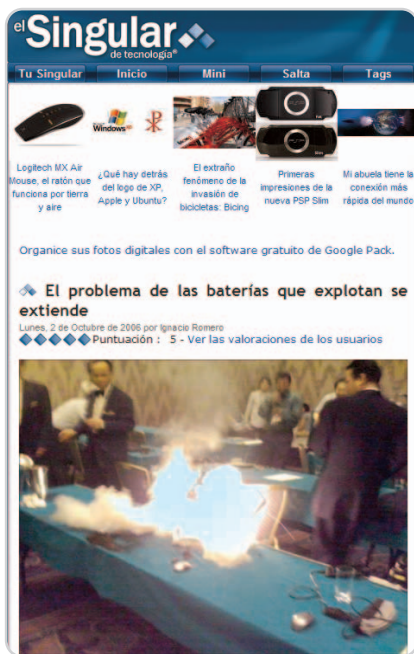 el Singular
de tecnología®
Tu Singular Inicio Mini Salta Tags
Windows XP
Logitech MX Air
Mouse, el ratón que
funciona por tierra
y aire
¿Qué hay detrás
del logo de XP,
Apple y Ubuntu?
El extraño
fenómeno de la
invasión de
bicicletas: Bicing
Primeras
impresiones de la
nueva PSP Slim
Mi abuela tiene la
conexión más
rápida del mundo
Organice sus fotos digitales con el software gratuito de Google Pack.
El problema de las baterías que explotan se
extiende
Lunes, 2 de Octubre de 2006 por Ignacio Romero
Puntuación : 5 - Ver las valoraciones de los usuarios